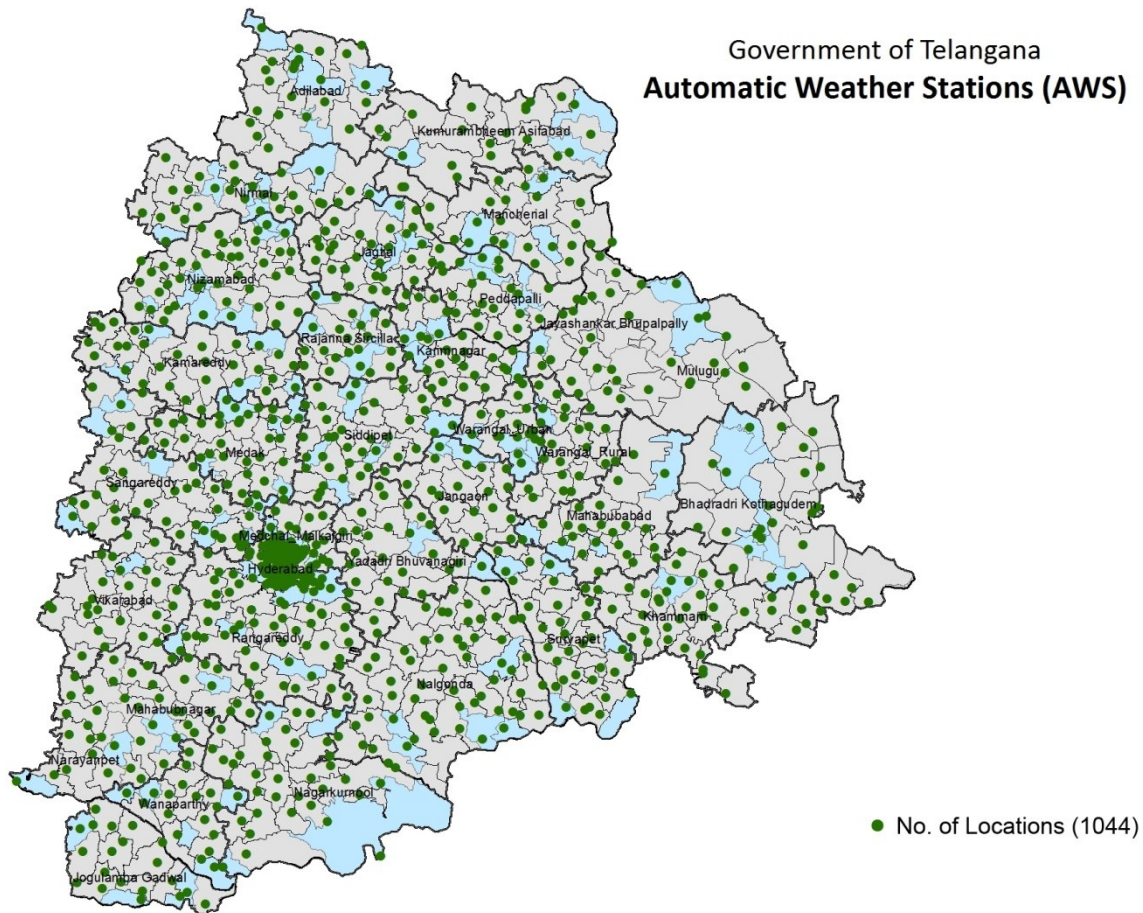 Government of Telangana
Automatic Weather Stations (AWS)
Adilabad
Kumurambheem Asifabad
Nirmal
Mancherial
Jagtial
Nizamabad
Peddapalli
Jayashankar Bhupalpally
Rajanna Sircilla
Karimnagar
Kamareddy
Mulugu
Siddipet
Warangal_Urban
Medak
Warangal_Rural
Sangareddy
Jangaon
Bhadradri Kothagudem
Mahabubabad
Medchal_Malkajgiri
Yadadri Bhuvanagiri
Hyderabad
Vikarabad
Khammam
Rangareddy
Suryapet
Nalgonda
Mahabubnagar
Narayanpet
Nagarkurnool
Wanaparthy
No. of Locations (1044)
Jogulamba Gadwal